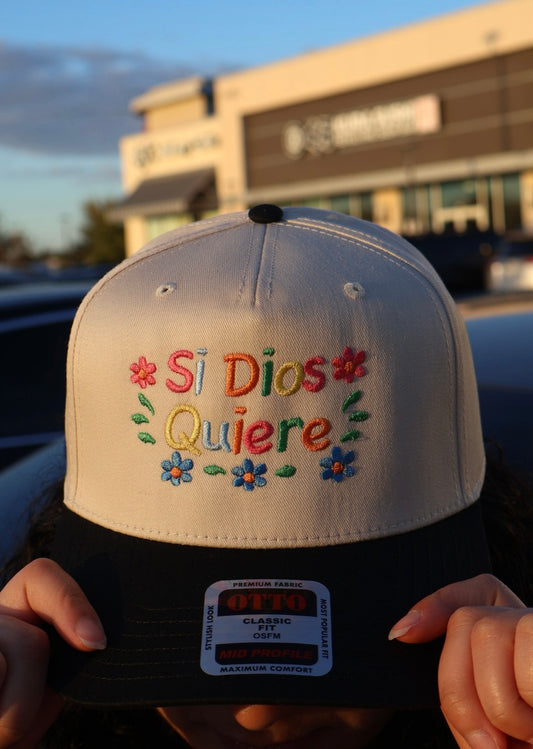 Si Dios
Quiere
PREMIUM FABRIC
STYLISH LOOK
OTTO
CLASSIC
FIT
OSFM
MID PROFILE
MAXIMUM COMFORT
MOST POPULAR FIT